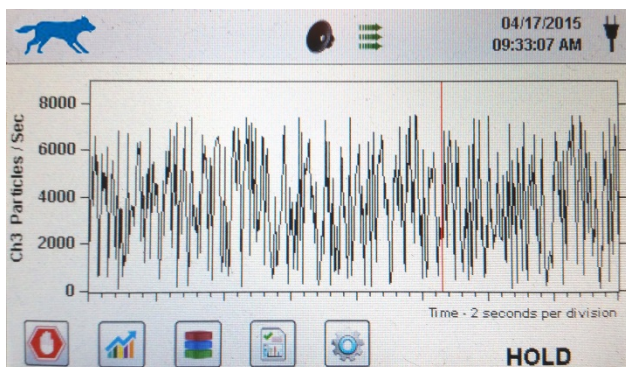 04/17/2015
09:33:07 AM
Ch3 Particles / Sec
8000
6000
4000
2000
0
Time - 2 seconds per division
HOLD